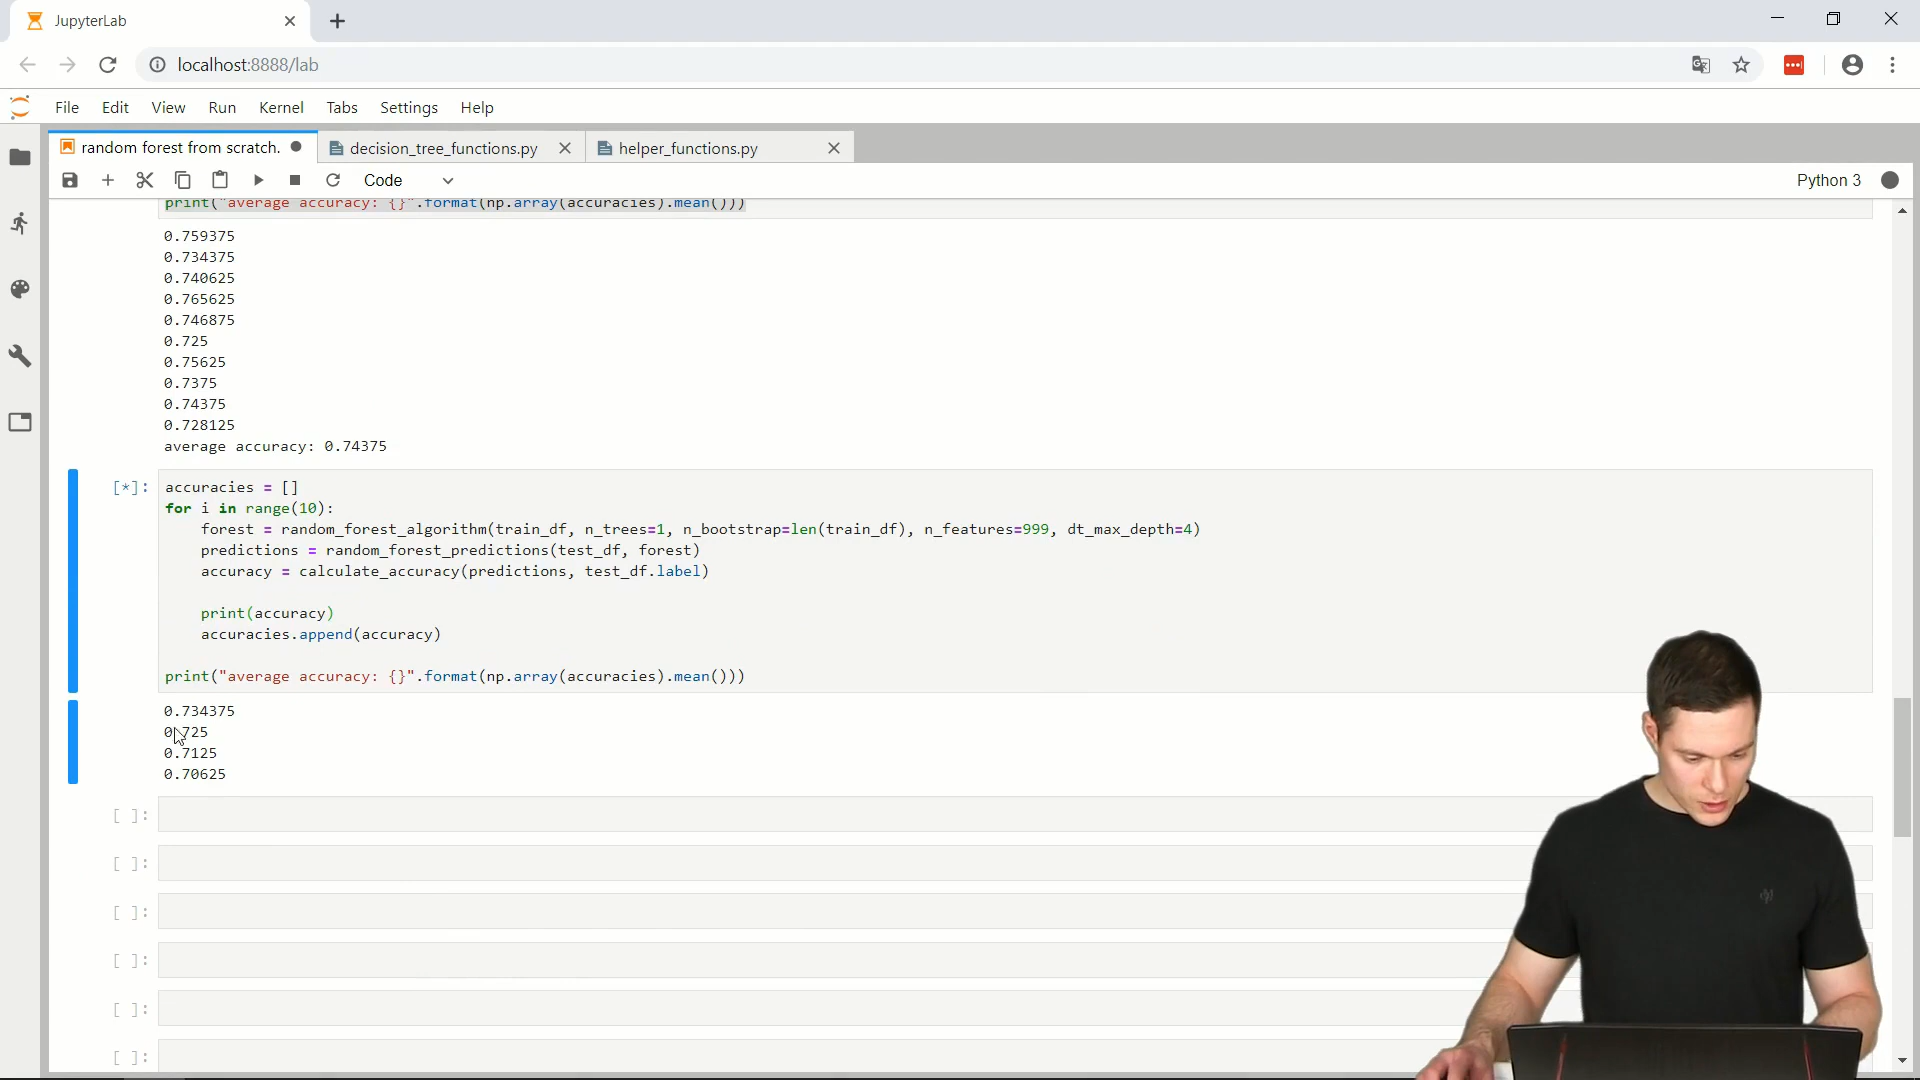 JupyterLab
localhost:8888/lab
File Edit View Run Kernel Tabs Settings Help
random forest from scratch. decision_tree_functions.py helper_functions.py
Code Python 3
print("average accuracy: {}".format(np.array(accuracies).mean()))
0.759375
0.734375
0.740625
0.765625
0.746875
0.725
0.75625
0.7375
0.74375
0.728125
average accuracy: 0.74375
[*]: accuracies = []
for i in range(10):
    forest = random_forest_algorithm(train_df, n_trees=1, n_bootstrap=len(train_df), n_features=999, dt_max_depth=4)
    predictions = random_forest_predictions(test_df, forest)
    accuracy = calculate_accuracy(predictions, test_df.label)
    print(accuracy)
    accuracies.append(accuracy)
print("average accuracy: {}".format(np.array(accuracies).mean()))
0.734375
0.725
0.7125
0.70625
[ ]:
[ ]:
[ ]:
[ ]:
[ ]:
[ ]: